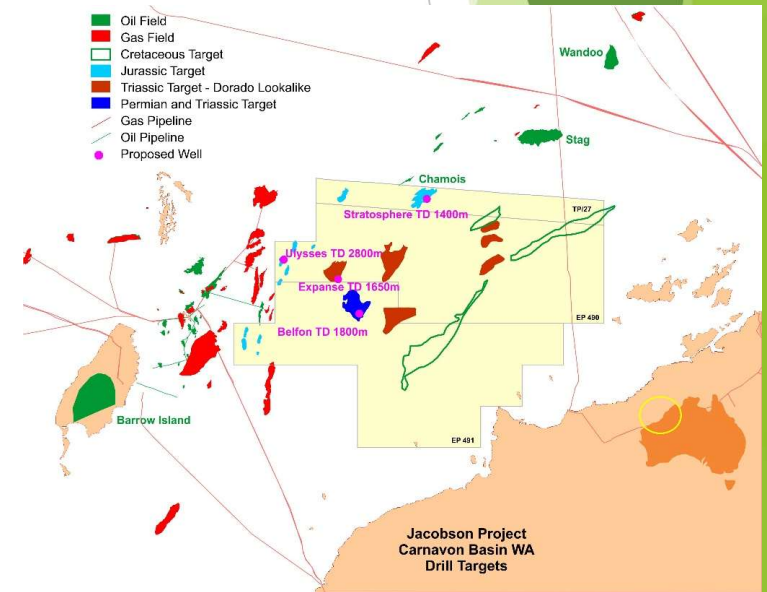 Oil Field
Gas Field
Cretaceous Target
Jurassic Target
Triassic Target - Dorado Lookalike
Permian and Triassic Target
Gas Pipeline
Oil Pipeline
Proposed Well
Wandoo
Stag
Chamois
TP/27
Stratosphere TD 1400m
Ulysses TD 2800m
Expanse TD 1650m
EP 490
Belfon TD 1800m
Barrow Island
EP 491
Jacobson Project
Carnavon Basin WA
Drill Targets